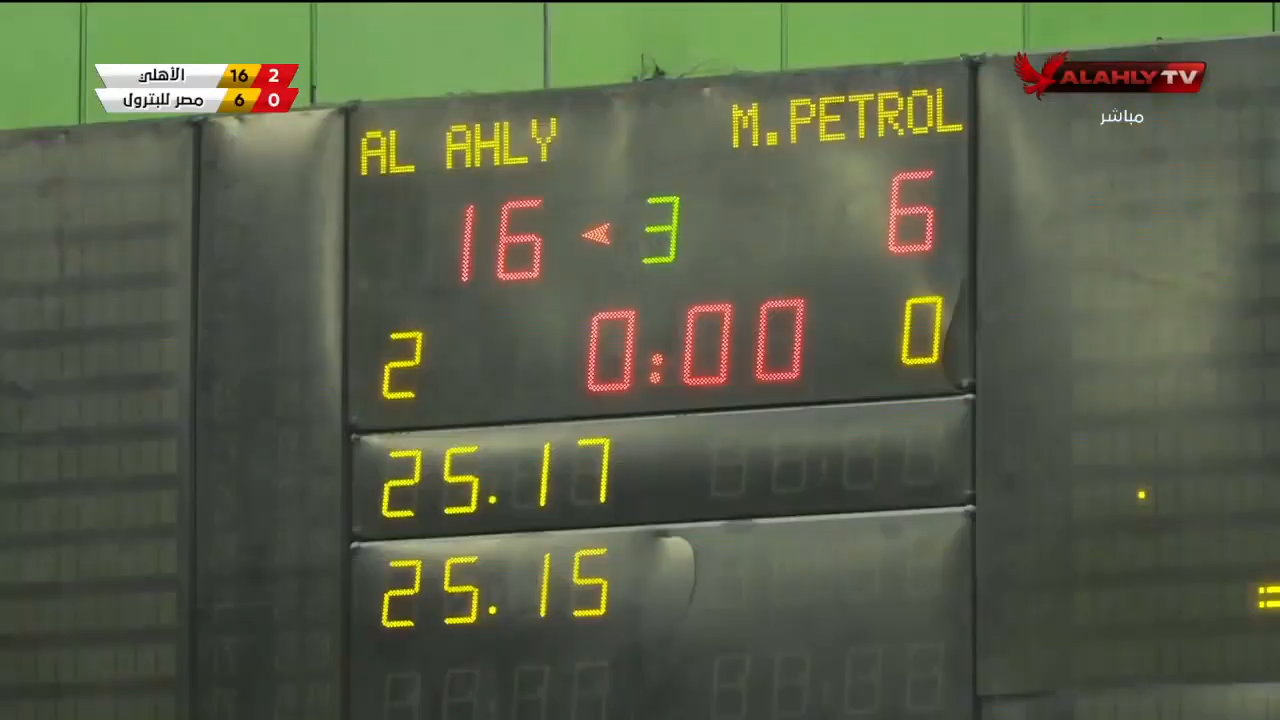 الأهلي 16 2
مصر للبترول 6 0
ALAHLY TV
مباشر
AL AHLY M.PETROL
16 3 6
2 0:00 0
25.17
25.15